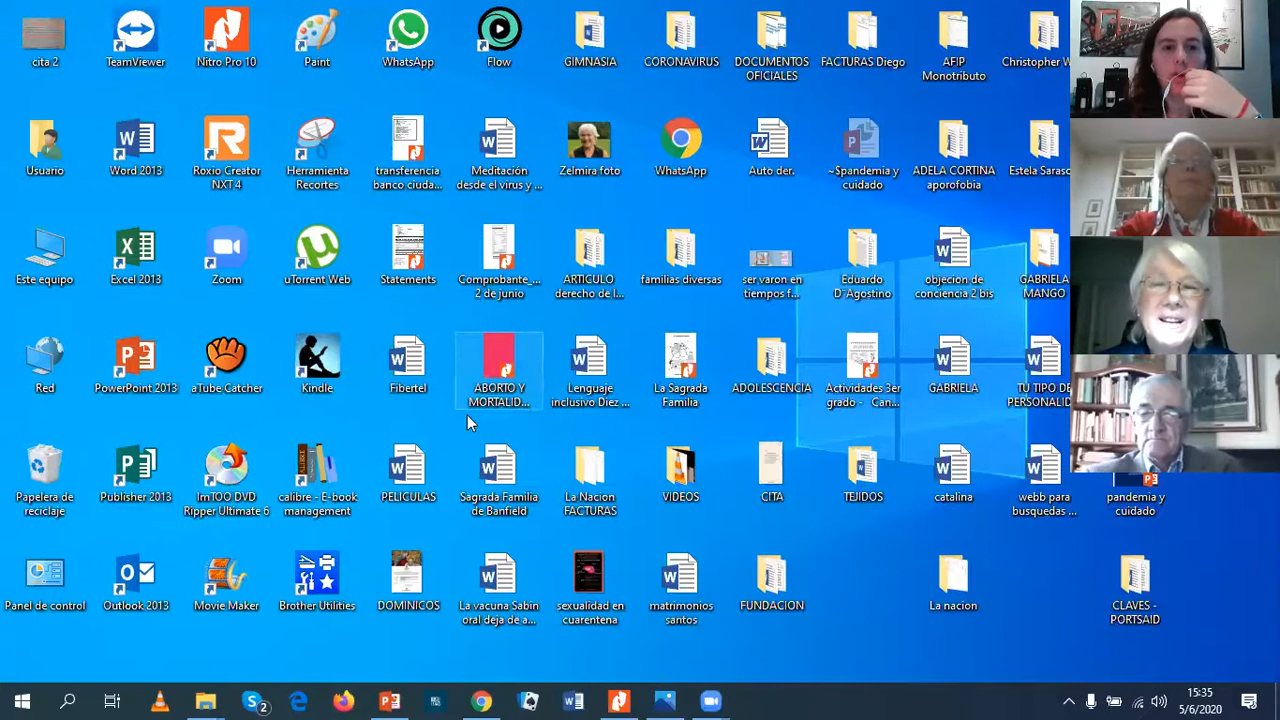 cita 2
TeamViewer
Nitro Pro 10
Paint
WhatsApp
Flow
GIMNASIA
CORONAVIRUS
DOCUMENTOS
OFICIALES
FACTURAS Diego
AFIP
Monotributo
Christopher W
Usuario
Word 2013
Roxio Creator
NXT 4
Herramienta
Recortes
transferencia
banco ciuda...
Meditación
desde el virus y ...
Zelmira foto
WhatsApp
Auto der.
~$pandemia y
cuidado
ADELA CORTINA
aporofobia
Estela Saras
Este equipo
Excel 2013
Zoom
uTorrent Web
Statements
Comprobante_...
2 de junio
ARTICULO
derecho de l...
familias diversas
ser varon en
tiempos f...
Eduardo
D¨Agostino
objecion de
conciencia 2 bis
GABRIELA
MANGO
Red
PowerPoint 2013
aTube Catcher
Kindle
Fibertel
ABORTO Y
MORTALID...
Lenguaje
inclusivo Diez ...
La Sagrada
Familia
ADOLESCENCIA
Actividades 3er
grado - Can...
GABRIELA
TU TIPO DE
PERSONALID
Papelera de
reciclaje
Publisher 2013
ImTOO DVD
Ripper Ultimate 6
calibre - E-book
management
PELICULAS
Sagrada Familia
de Banfield
La Nacion
FACTURAS
VIDEOS
CITA
TEJIDOS
catalina
webb para
busquedas ...
pandemia y
cuidado
Panel de control
Outlook 2013
Movie Maker
Brother Utilities
DOMINICOS
La vacuna Sabin
oral deja de a...
sexualidad en
cuarentena
matrimonios
santos
FUNDACION
La nacion
CLAVES -
PORTSAID
2
15:35
5/6/2020